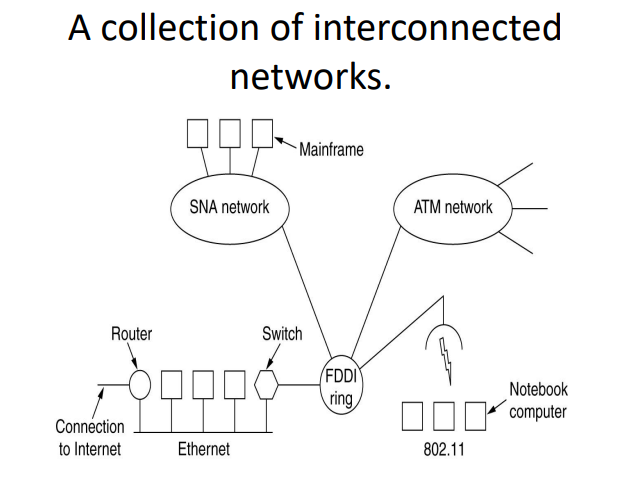 A collection of interconnected
networks.
Mainframe
SNA network
ATM network
Router
Switch
FDDI
ring
Notebook
computer
Connection
to Internet
Ethernet
802.11